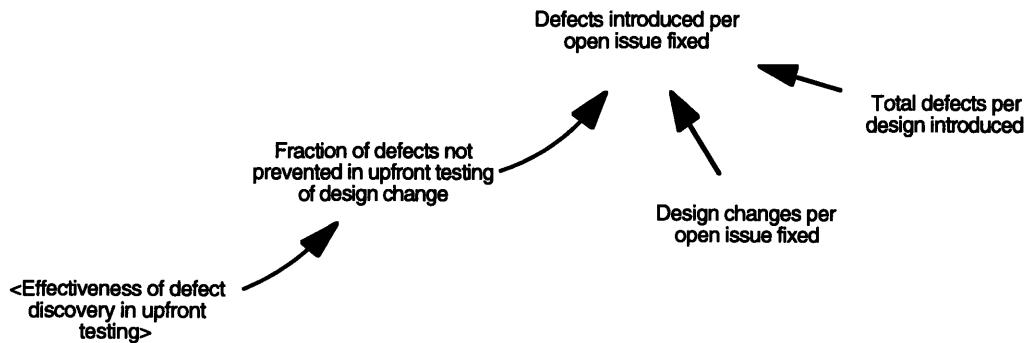 Defects introduced per
open issue fixed
Total defects per
design introduced
Fraction of defects not
prevented in upfront testing
of design change
Design changes per
open issue fixed
<Effectiveness of defect
discovery in upfront
testing>